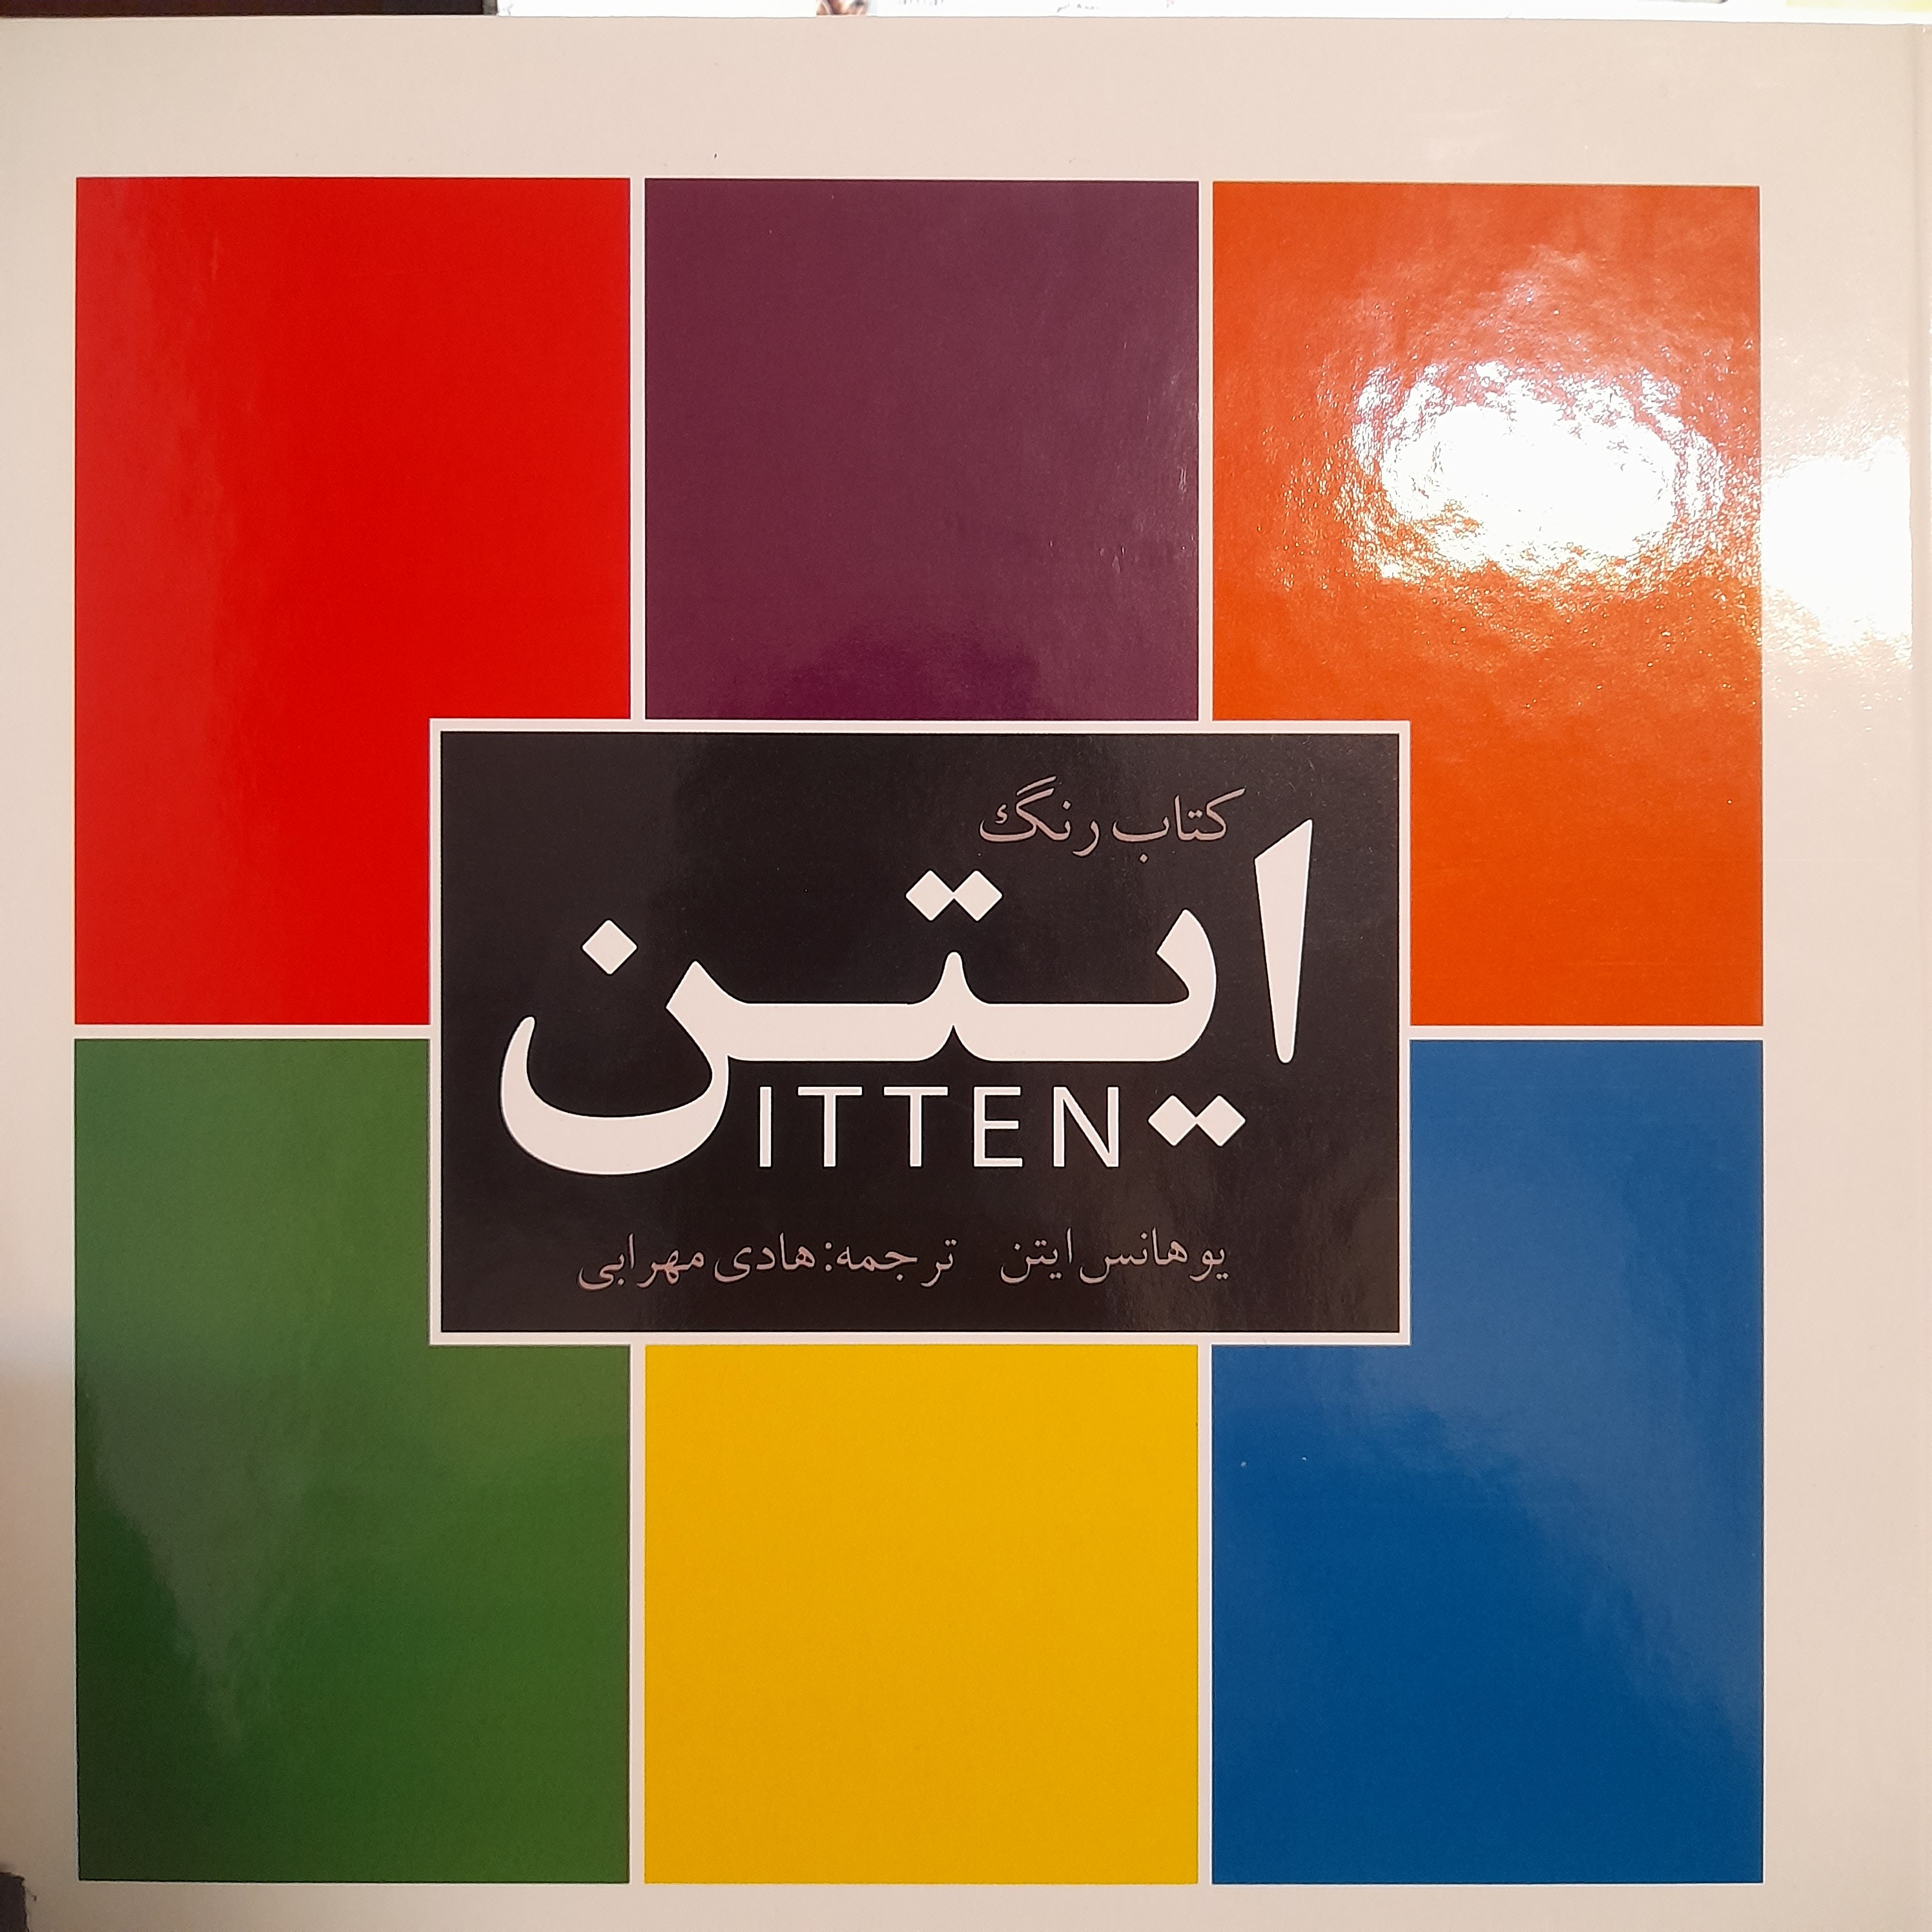 کتاب رنگ
ایتن
ITTEN
یوهانس ایتن ترجمه: هادی مهرابی